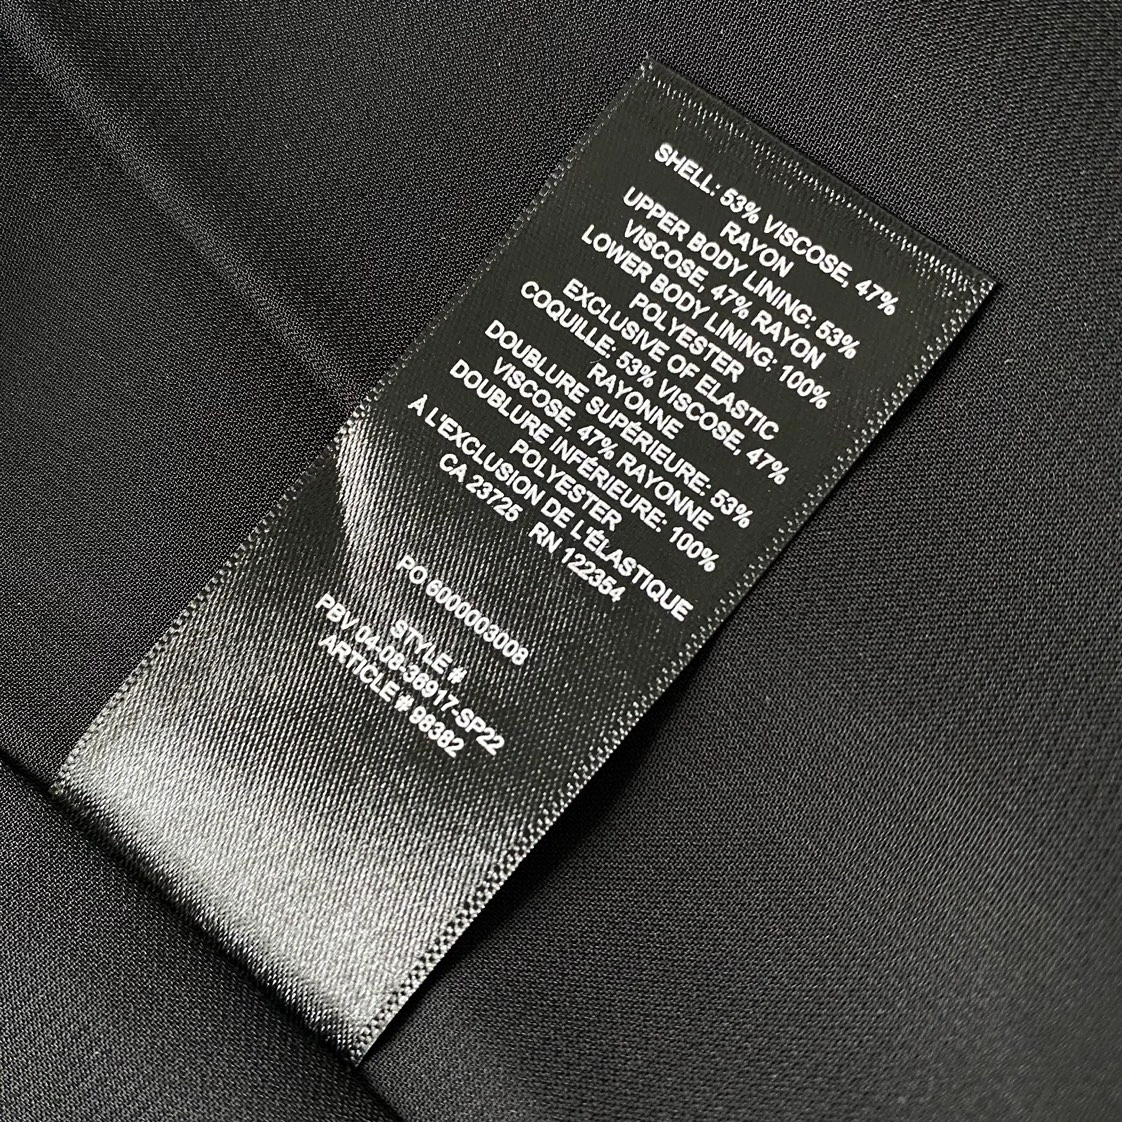 SHELL: 53% VISCOSE, 47%
RAYON
UPPER BODY LINING: 53%
VISCOSE, 47% RAYON
LOWER BODY LINING: 100%
POLYESTER
EXCLUSIVE OF ELASTIC
COQUILLE: 53% VISCOSE, 47%
RAYONNE
DOUBLURE SUPÉRIEURE: 53%
VISCOSE, 47% RAYONNE
DOUBLURE INFÉRIEURE: 100%
POLYESTER
À L'EXCLUSION DE L'ÉLASTIQUE
CA 23725 RN 122354
PO 6000003008
STYLE #
PBV 04-08-36917-SP22
ARTICLE # 98382